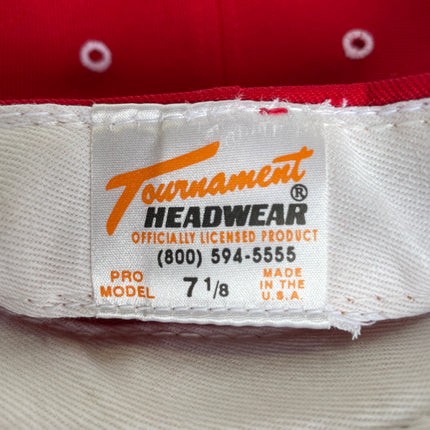 Tournament
HEADWEAR®
OFFICIALLY LICENSED PRODUCT
(800) 594-5555
PRO MODEL 7 1/8 MADE IN THE U.S.A.